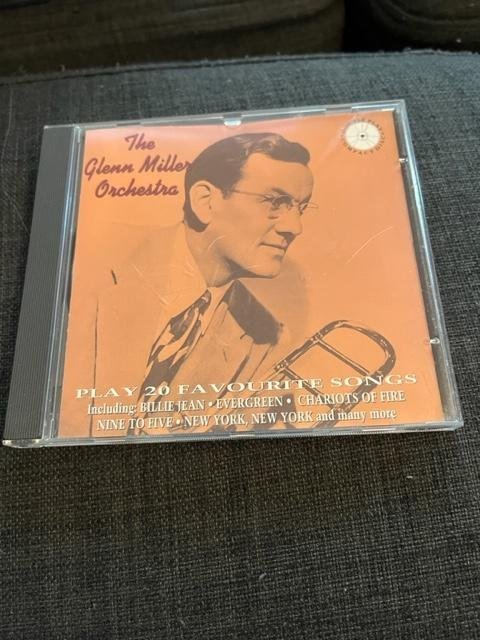 The
Glenn Miller
Orchestra
PLAY 20 FAVOURITE SONGS
Including: BILLIE JEAN • EVERGREEN • CHARIOTS OF FIRE
NINE TO FIVE • NEW YORK, NEW YORK and many more